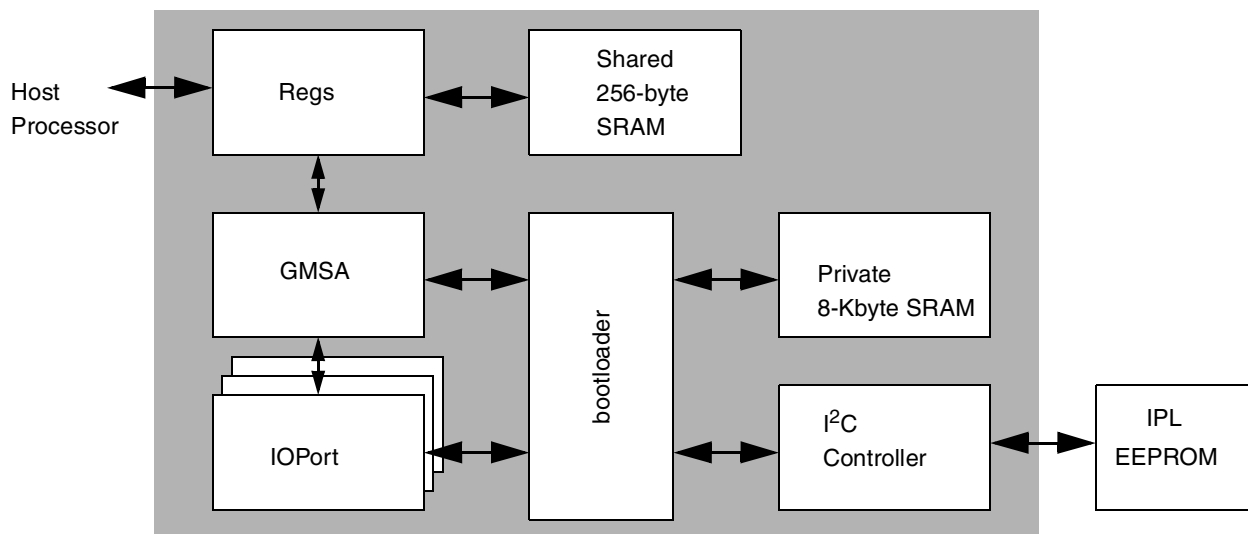 Host
Processor
Regs
Shared
256-byte
SRAM
GMSA
bootloader
Private
8-Kbyte SRAM
IOPort
I²C
Controller
IPL
EEPROM